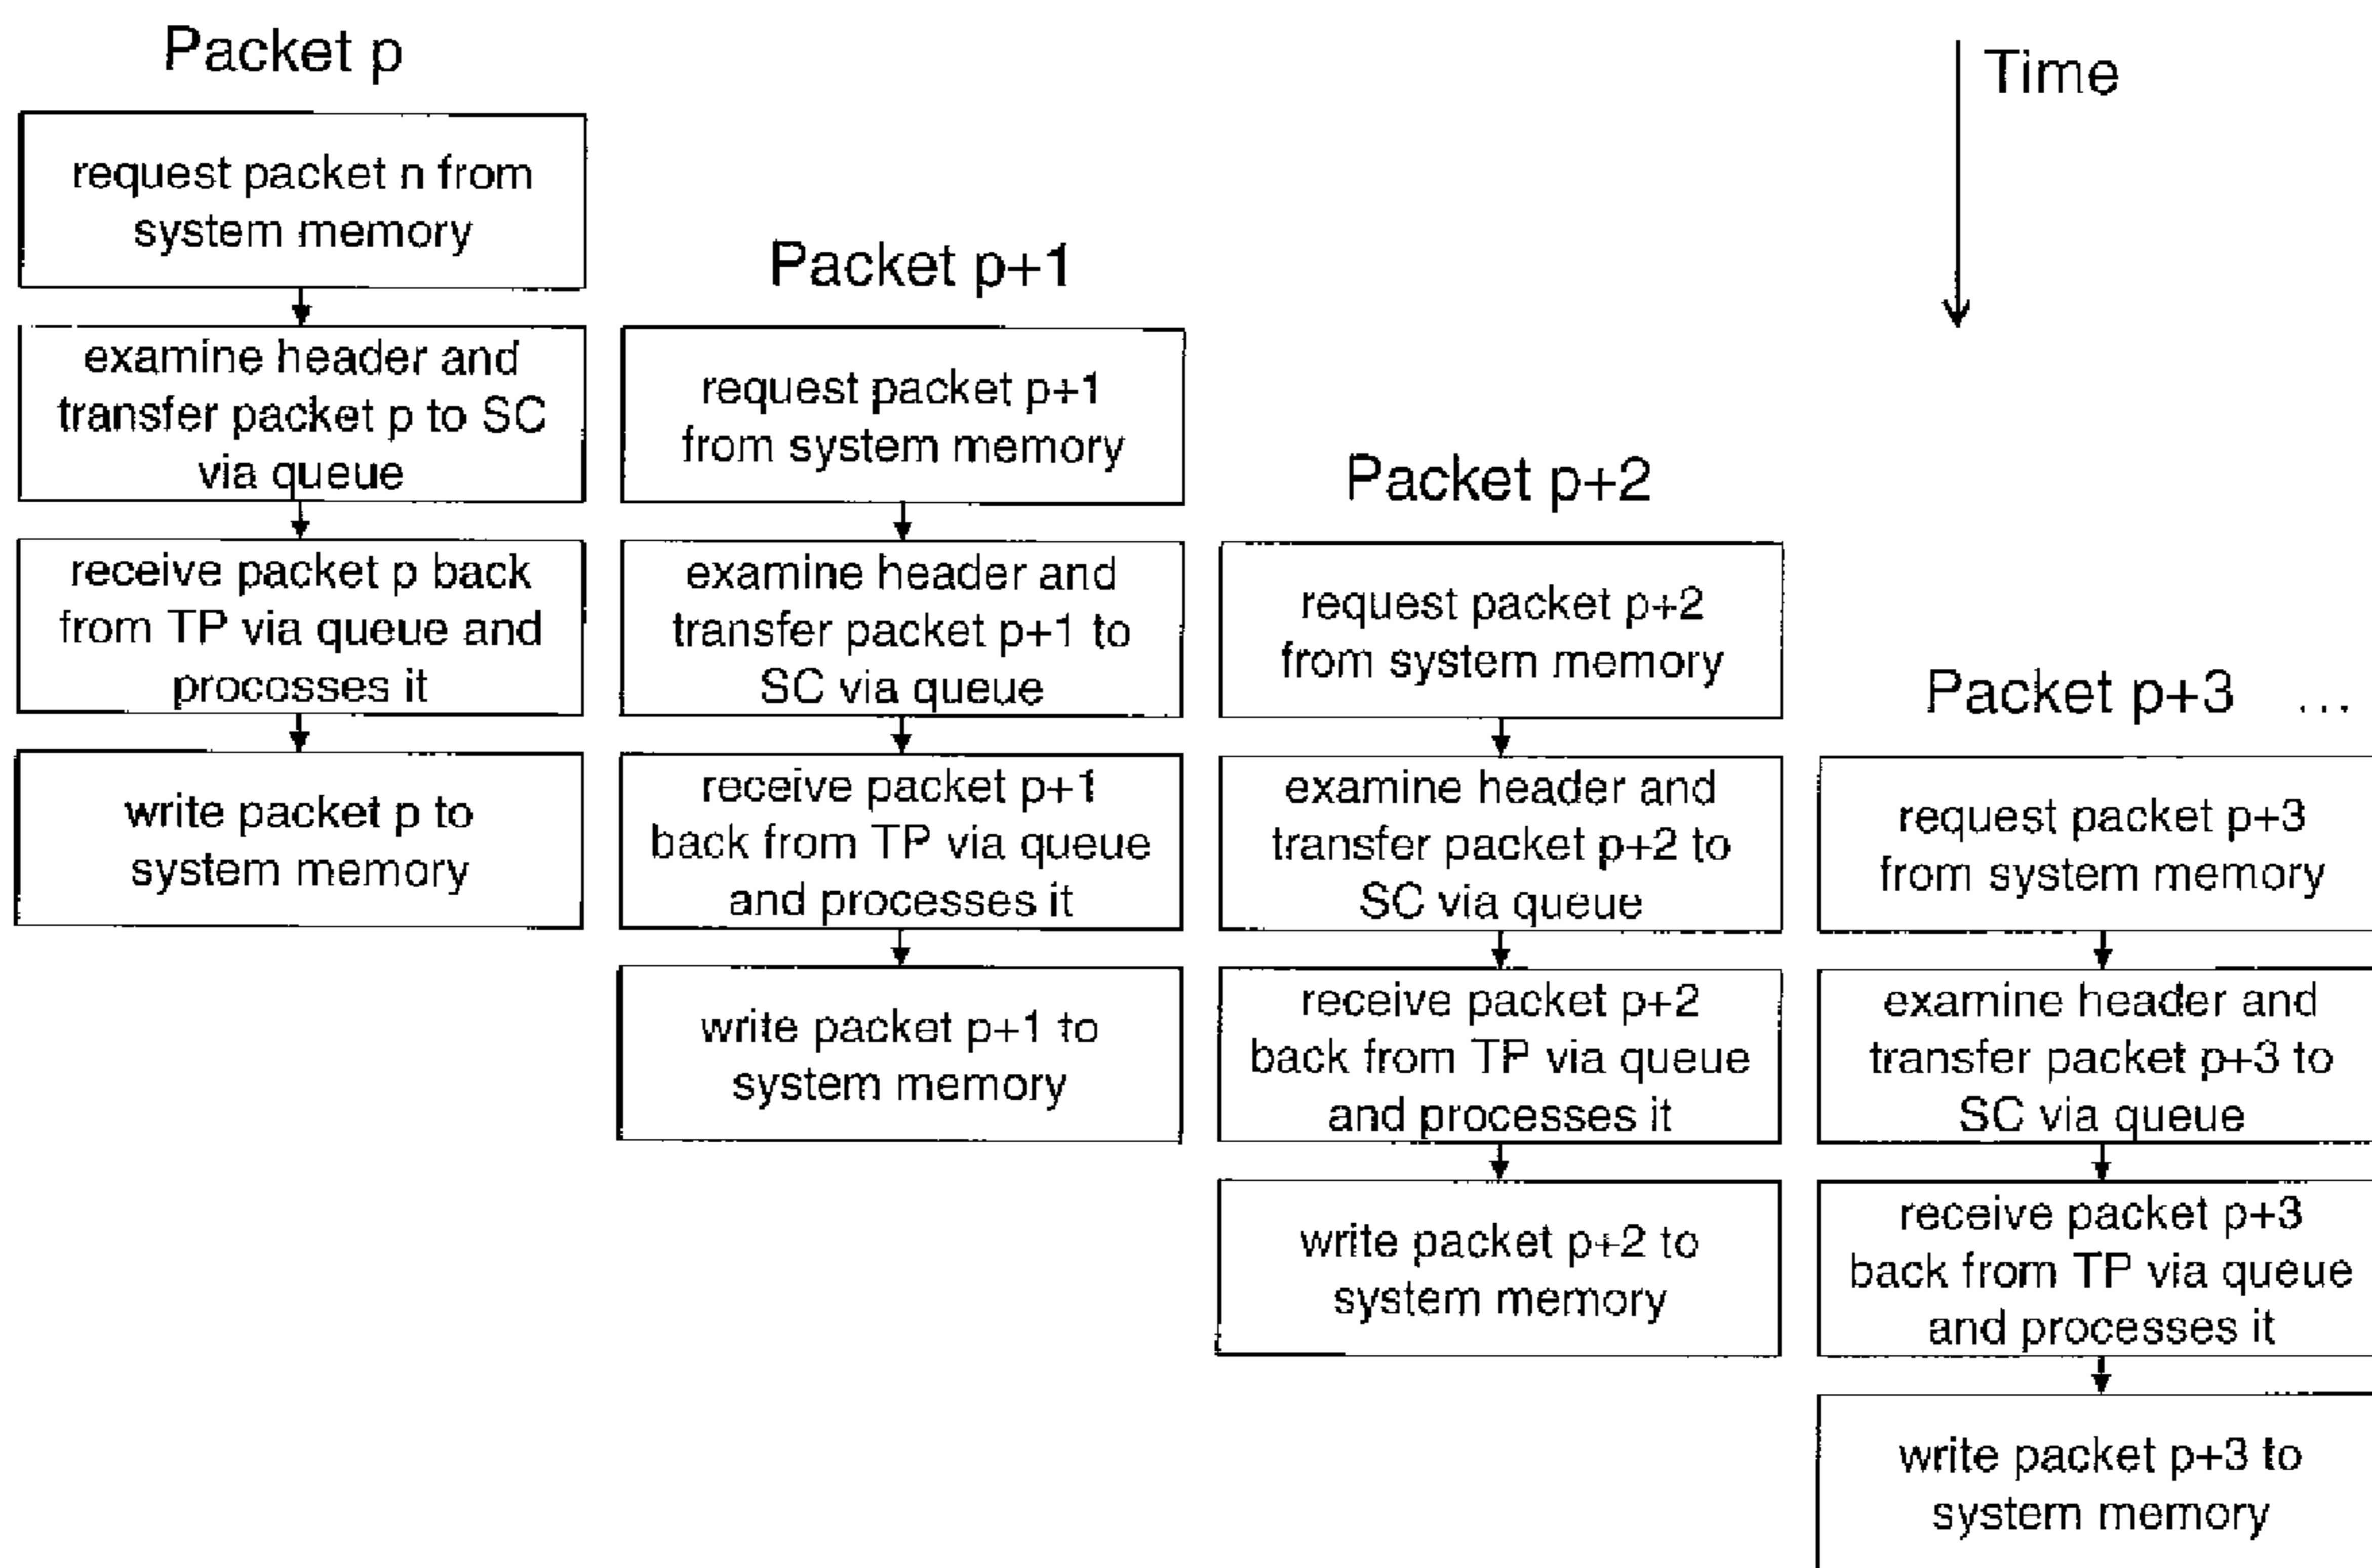 Packet p
request packet n from
system memory
examine header and
transfer packet p to SC
via queue
receive packet p back
from TP via queue and
processes it
write packet p to
system memory
Packet p+1
request packet p+1
from system memory
examine header and
transfer packet p+1 to
SC via queue
receive packet p+1
back from TP via queue
and processes it
write packet p+1 to
system memory
Packet p+2
request packet p+2
from system memory
examine header and
transfer packet p+2 to
SC via queue
receive packet p+2
back from TP via queue
and processes it
write packet p+2 to
system memory
Time
Packet p+3 ...
request packet p+3
from system memory
examine header and
transfer packet p+3 to
SC via queue
receive packet p+3
back from TP via queue
and processes it
write packet p+3 to
system memory